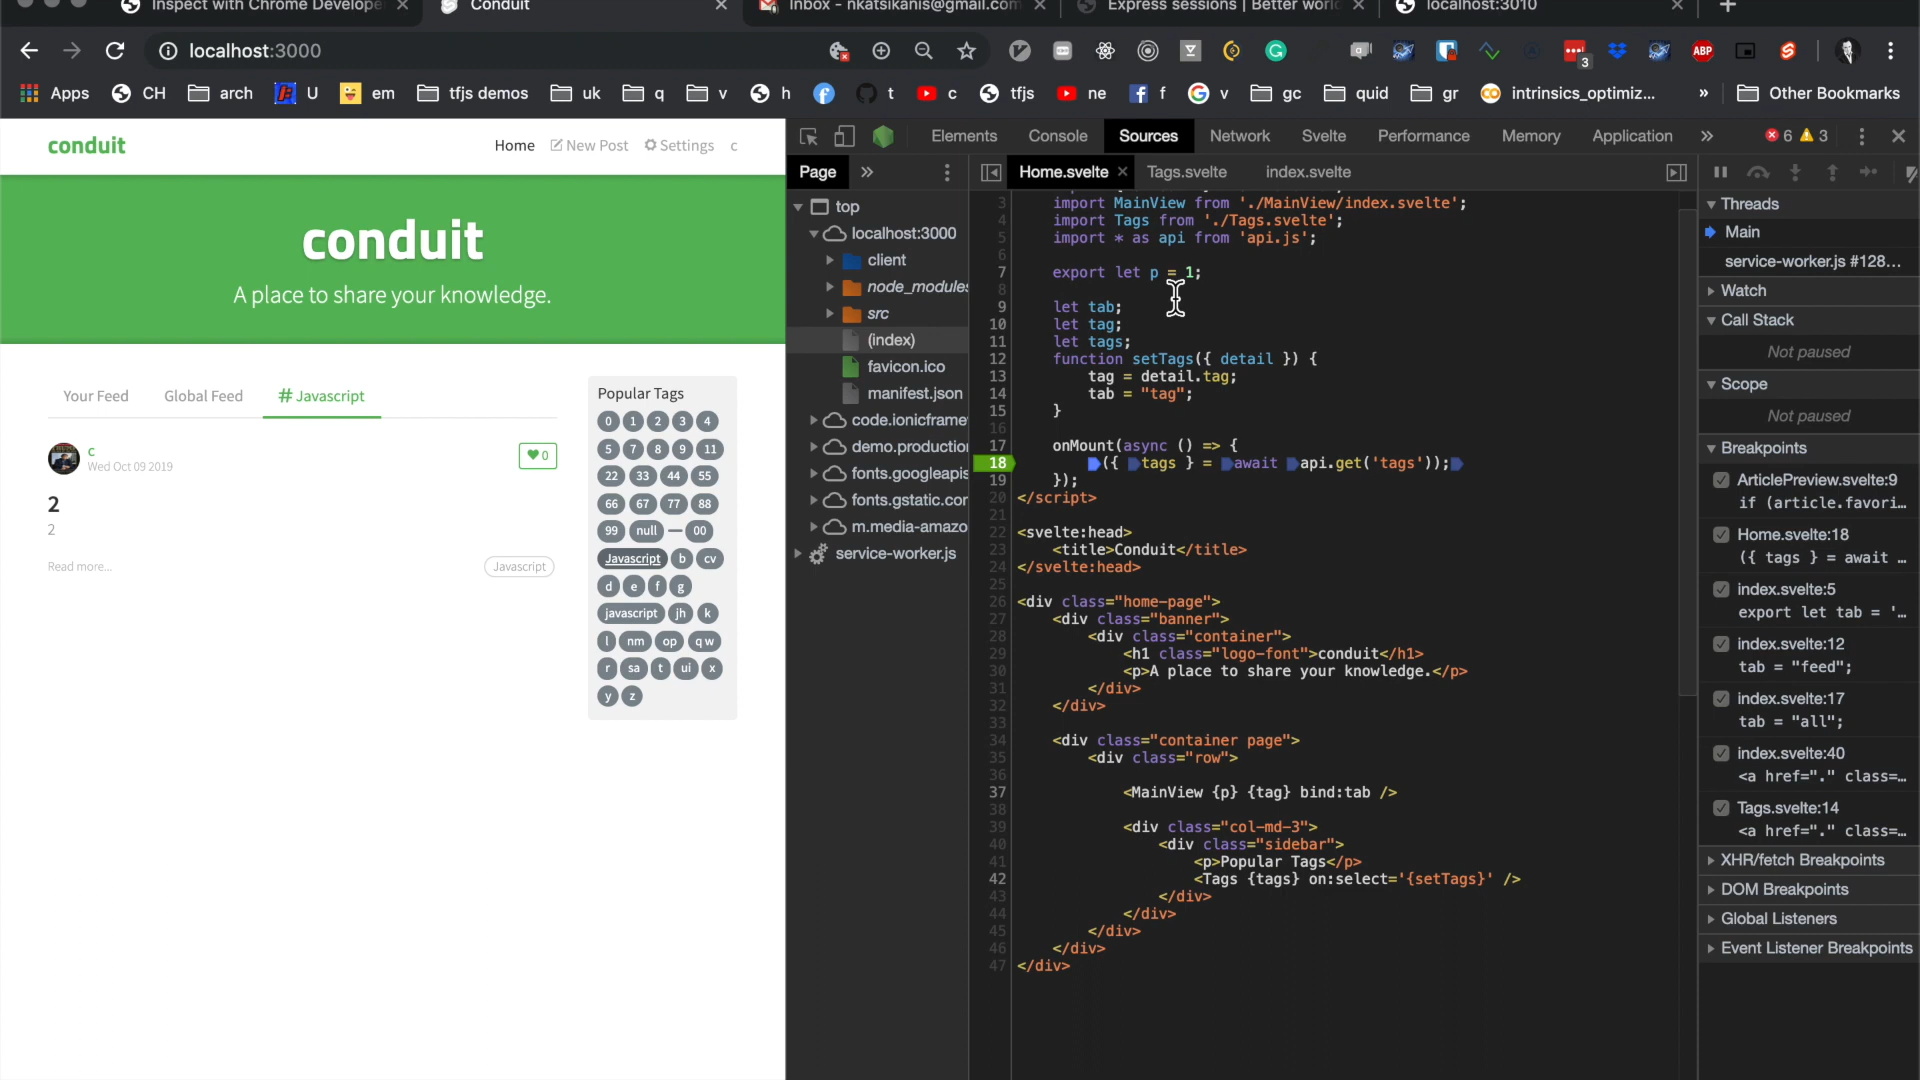 Inspect with Chrome Develope
Conduit
Inbox - nkatsikanis@gmail.com
Express sessions | Better worl
localhost:3010
localhost:3000
3
ABP
Apps
CH
arch
U
em
tfjs demos
uk
q
v
h
t
c
tfjs
ne
f
v
gc
quid
gr
intrinsics_optimiz...
»
Other Bookmarks
conduit
Home
New Post
Settings
c
conduit
A place to share your knowledge.
Your Feed
Global Feed
# Javascript
c
Wed Oct 09 2019
0
2
2
Read more...
Javascript
Popular Tags
0 1 2 3 4
5 7 8 9 11
22 33 44 55
66 67 77 88
99 null — 00
Javascript b cv
d e f g
javascript jh k
l nm op q w
r sa t ui x
y z
Elements
Console
Sources
Network
Svelte
Performance
Memory
Application
»
6
3
Page
»
top
localhost:3000
client
node_modules
src
(index)
favicon.ico
manifest.json
code.ionicframe
demo.productio
fonts.googleapis
fonts.gstatic.cor
m.media-amazo
service-worker.js
Home.svelte
Tags.svelte
index.svelte
3 import MainView from './MainView/index.svelte';
4 import Tags from './Tags.svelte';
5 import * as api from 'api.js';
6
7 export let p = 1;
8
9 let tab;
10 let tag;
11 let tags;
12 function setTags({ detail }) {
13 tag = detail.tag;
14 tab = "tag";
15 }
16
17 onMount(async () => {
18 ({ tags } = await api.get('tags'));
19 });
20 </script>
21
22 <svelte:head>
23 <title>Conduit</title>
24 </svelte:head>
25
26 <div class="home-page">
27 <div class="banner">
28 <div class="container">
29 <h1 class="logo-font">conduit</h1>
30 <p>A place to share your knowledge.</p>
31 </div>
32 </div>
33
34 <div class="container page">
35 <div class="row">
36
37 <MainView {p} {tag} bind:tab />
38
39 <div class="col-md-3">
40 <div class="sidebar">
41 <p>Popular Tags</p>
42 <Tags {tags} on:select='{setTags}' />
43 </div>
44 </div>
45 </div>
46 </div>
47 </div>
Threads
Main
service-worker.js #128...
Watch
Call Stack
Not paused
Scope
Not paused
Breakpoints
ArticlePreview.svelte:9
if (article.favori...
Home.svelte:18
({ tags } = await ...
index.svelte:5
export let tab = '...
index.svelte:12
tab = "feed";
index.svelte:17
tab = "all";
index.svelte:40
<a href="." class=...
Tags.svelte:14
<a href="." class=...
XHR/fetch Breakpoints
DOM Breakpoints
Global Listeners
Event Listener Breakpoints